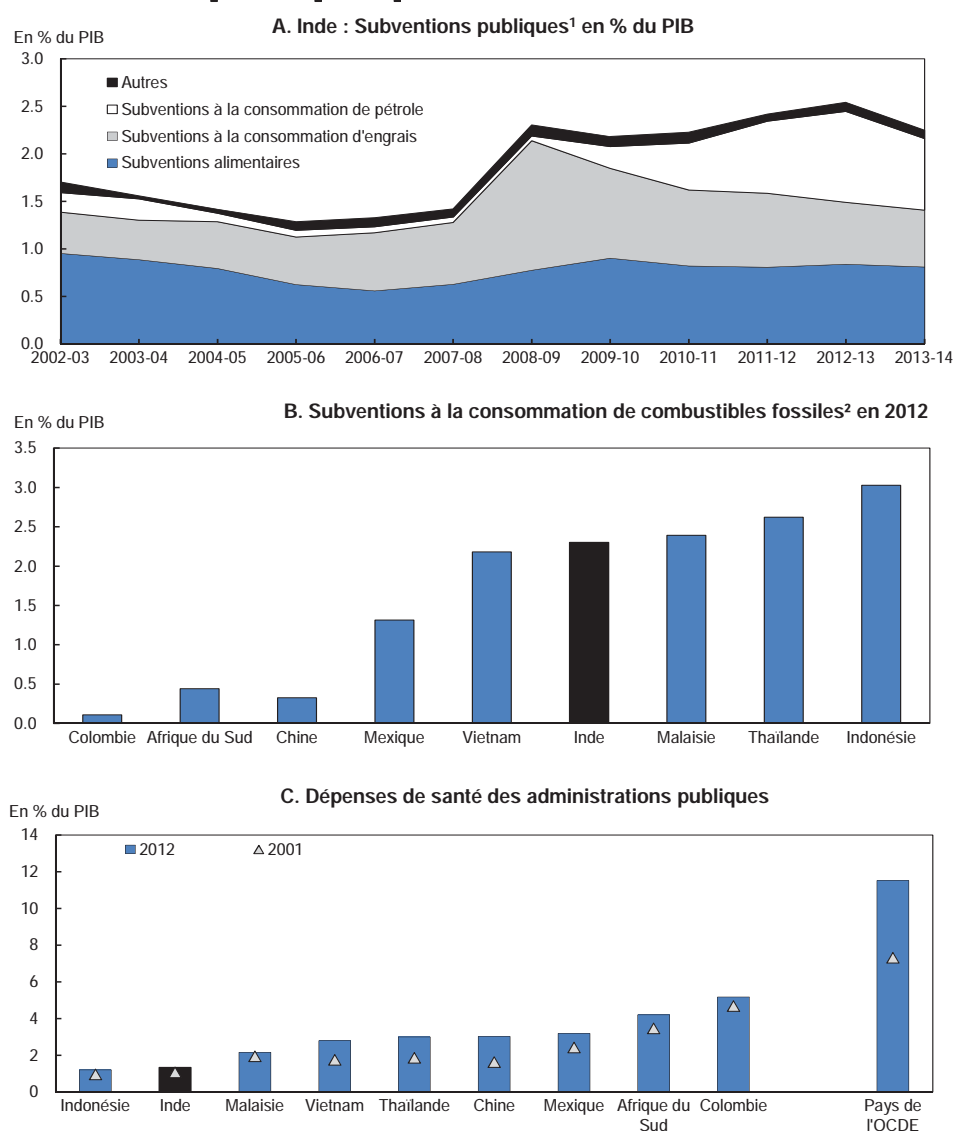 A. Inde : Subventions publiques¹ en % du PIB
En % du PIB
3.0
2.5
2.0
1.5
1.0
0.5
0.0
Autres
Subventions à la consommation de pétrole
Subventions à la consommation d'engrais
Subventions alimentaires
2002-03 2003-04 2004-05 2005-06 2006-07 2007-08 2008-09 2009-10 2010-11 2011-12 2012-13 2013-14
B. Subventions à la consommation de combustibles fossiles² en 2012
En % du PIB
3.5
3.0
2.5
2.0
1.5
1.0
0.5
0.0
Colombie Afrique du Sud Chine Mexique Vietnam Inde Malaisie Thaïlande Indonésie
C. Dépenses de santé des administrations publiques
En % du PIB
14
12
10
8
6
4
2
0
2012 2001
Indonésie Inde Malaisie Vietnam Thaïlande Chine Mexique Afrique du Colombie Pays de
Sud l'OCDE